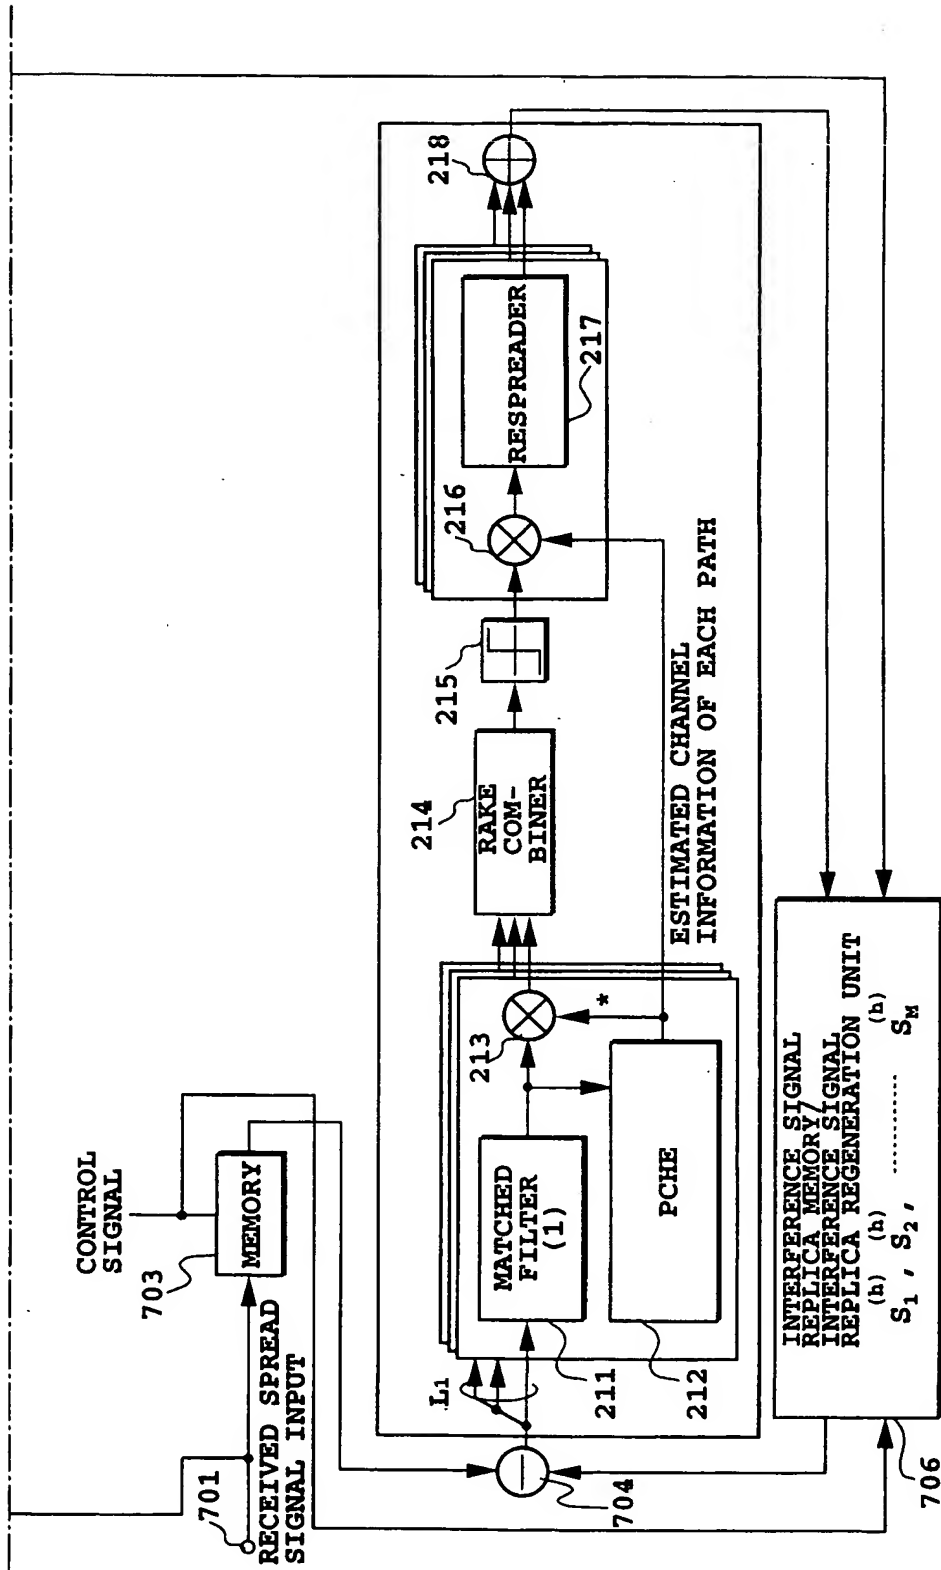 CONTROL
SIGNAL
703
MEMORY
701
RECEIVED SPREAD
SIGNAL INPUT
704
L1
MATCHED
FILTER
(1)
211
PCHE
212
213
*
RAKE
COM-
BINER
214
215
216
RESPREADER
217
218
ESTIMATED CHANNEL
INFORMATION OF EACH PATH
INTERFERENCE SIGNAL
REPLICA MEMORY/
INTERFERENCE SIGNAL
REPLICA REGENERATION UNIT
S1(h), S2(h), .......... SM(h)
706